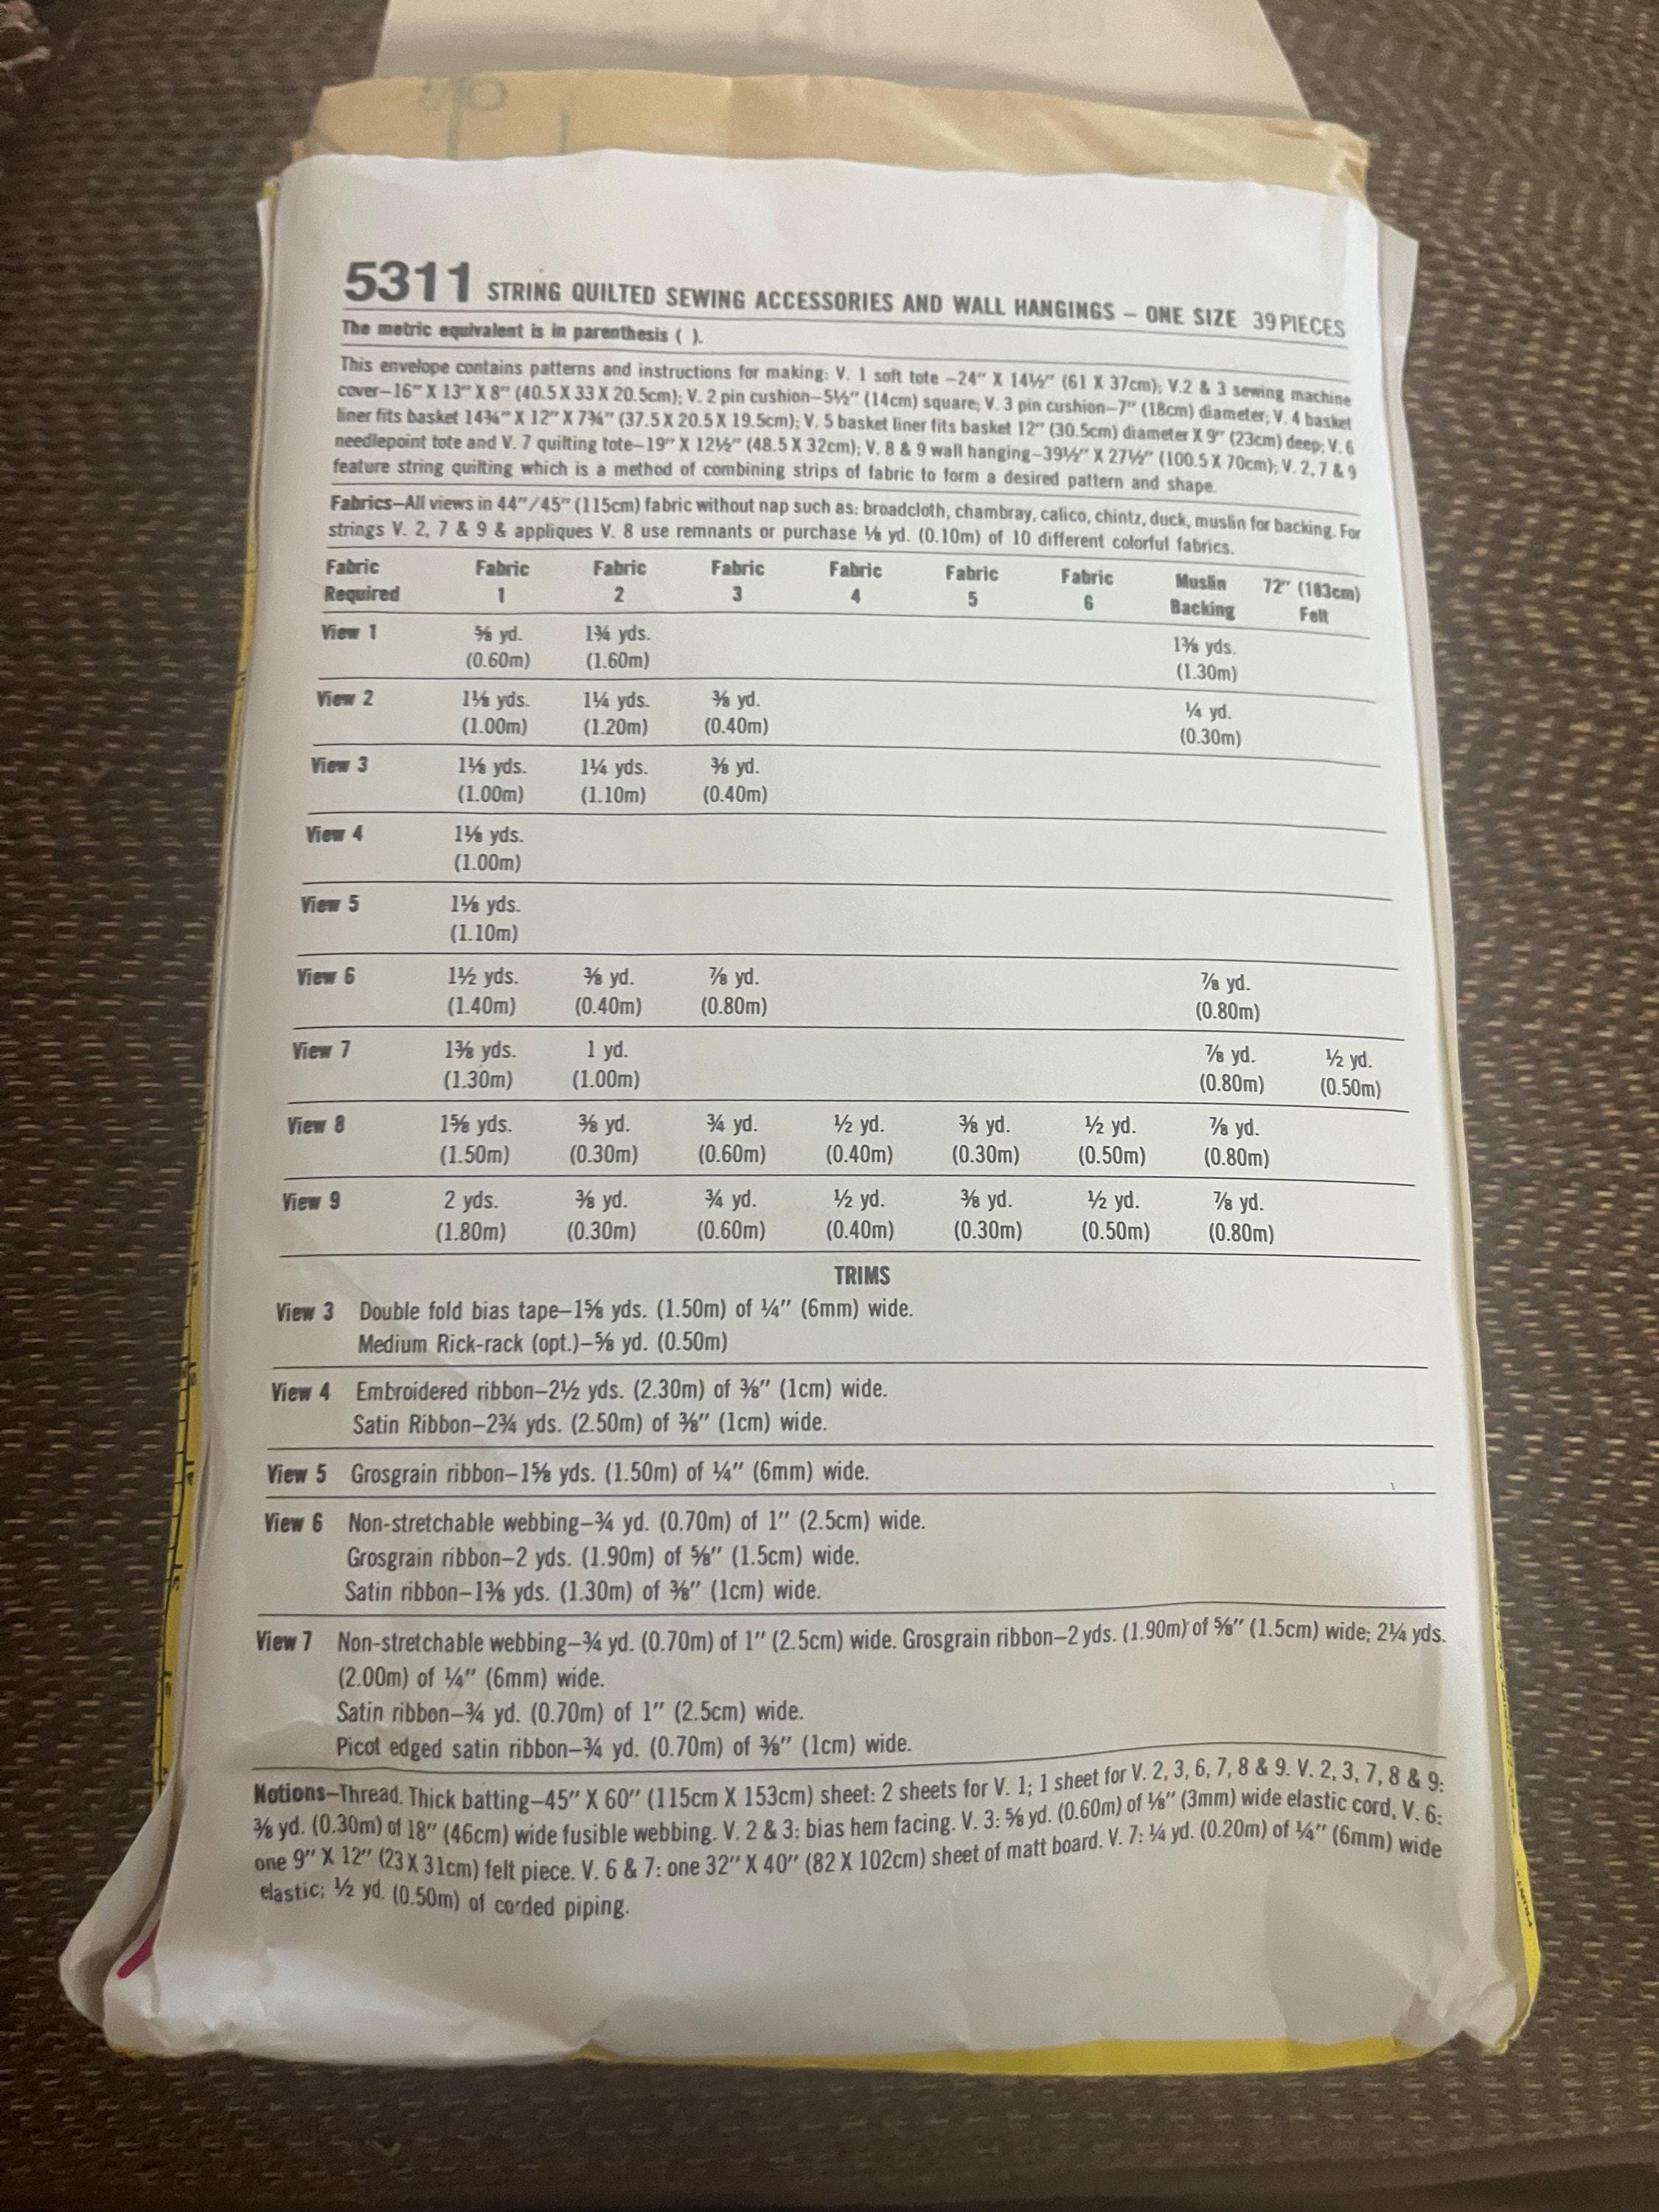 5311 STRING QUILTED SEWING ACCESSORIES AND WALL HANGINGS – ONE SIZE 39 PIECES
The metric equivalent is in parenthesis ( ).
This envelope contains patterns and instructions for making: V. 1 soft tote –24" X 14½" (61 X 37cm); V.2 & 3 sewing machine
cover–16" X 13" X 8" (40.5 X 33 X 20.5cm); V. 2 pin cushion–5½" (14cm) square; V. 3 pin cushion–7" (18cm) diameter; V. 4 basket
liner fits basket 14¾" X 12" X 7¾" (37.5 X 20.5 X 19.5cm); V. 5 basket liner fits basket 12" (30.5cm) diameter X 9" (23cm) deep; V. 6
needlepoint tote and V. 7 quilting tote–19" X 12½" (48.5 X 32cm); V. 8 & 9 wall hanging–39½" X 27½" (100.5 X 70cm); V. 2, 7 & 9
feature string quilting which is a method of combining strips of fabric to form a desired pattern and shape.
Fabrics–All views in 44"/45" (115cm) fabric without nap such as: broadcloth, chambray, calico, chintz, duck, muslin for backing. For
strings V. 2, 7 & 9 & appliques V. 8 use remnants or purchase ⅛ yd. (0.10m) of 10 different colorful fabrics.
Fabric Fabric Fabric Fabric Fabric Fabric Fabric Muslin 72" (183cm)
Required 1 2 3 4 5 6 Backing Felt
View 1 ⅝ yd. 1¾ yds. 1⅜ yds.
(0.60m) (1.60m) (1.30m)
View 2 1⅛ yds. 1¼ yds. ⅜ yd. ¼ yd.
(1.00m) (1.20m) (0.40m) (0.30m)
View 3 1⅛ yds. 1¼ yds. ⅜ yd.
(1.00m) (1.10m) (0.40m)
View 4 1⅛ yds.
(1.00m)
View 5 1⅛ yds.
(1.10m)
View 6 1½ yds. ⅜ yd. ⅞ yd. ⅞ yd.
(1.40m) (0.40m) (0.80m) (0.80m)
View 7 1⅜ yds. 1 yd. ⅞ yd. ½ yd.
(1.30m) (1.00m) (0.80m) (0.50m)
View 8 1⅝ yds. ⅜ yd. ¾ yd. ½ yd. ⅜ yd. ½ yd. ⅞ yd.
(1.50m) (0.30m) (0.60m) (0.40m) (0.30m) (0.50m) (0.80m)
View 9 2 yds. ⅜ yd. ¾ yd. ½ yd. ⅜ yd. ½ yd. ⅞ yd.
(1.80m) (0.30m) (0.60m) (0.40m) (0.30m) (0.50m) (0.80m)
TRIMS
View 3 Double fold bias tape–1⅝ yds. (1.50m) of ¼" (6mm) wide.
Medium Rick-rack (opt.)–⅝ yd. (0.50m)
View 4 Embroidered ribbon–2½ yds. (2.30m) of ⅜" (1cm) wide.
Satin Ribbon–2¾ yds. (2.50m) of ⅜" (1cm) wide.
View 5 Grosgrain ribbon–1⅝ yds. (1.50m) of ¼" (6mm) wide.
View 6 Non-stretchable webbing–¾ yd. (0.70m) of 1" (2.5cm) wide.
Grosgrain ribbon–2 yds. (1.90m) of ⅝" (1.5cm) wide.
Satin ribbon–1⅜ yds. (1.30m) of ⅜" (1cm) wide.
View 7 Non-stretchable webbing–¾ yd. (0.70m) of 1" (2.5cm) wide. Grosgrain ribbon–2 yds. (1.90m) of ⅝" (1.5cm) wide; 2¼ yds.
(2.00m) of ¼" (6mm) wide.
Satin ribbon–¾ yd. (0.70m) of 1" (2.5cm) wide.
Picot edged satin ribbon–¾ yd. (0.70m) of ⅜" (1cm) wide.
Notions–Thread. Thick batting–45" X 60" (115cm X 153cm) sheet: 2 sheets for V. 1; 1 sheet for V. 2, 3, 6, 7, 8 & 9. V. 2, 3, 7, 8 & 9:
⅜ yd. (0.30m) of 18" (46cm) wide fusible webbing. V. 2 & 3: bias hem facing. V. 3: ⅝ yd. (0.60m) of ⅛" (3mm) wide elastic cord. V. 6:
one 9" X 12" (23 X 31cm) felt piece. V. 6 & 7: one 32" X 40" (82 X 102cm) sheet of matt board. V. 7: ¼ yd. (0.20m) of ¼" (6mm) wide
elastic; ½ yd. (0.50m) of corded piping.